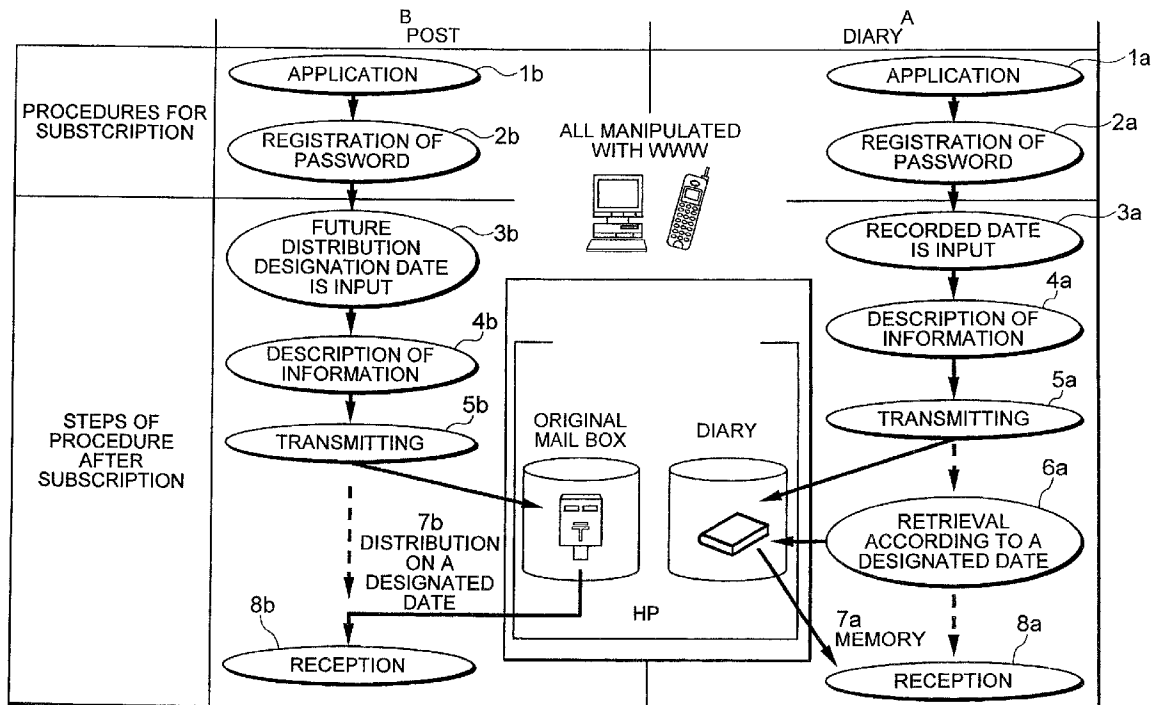 B
POST
DIARY
A
PROCEDURES FOR
SUBSTCRIPTION
APPLICATION
1b
REGISTRATION OF
PASSWORD
2b
ALL MANIPULATED
WITH WWW
APPLICATION
1a
REGISTRATION OF
PASSWORD
2a
STEPS OF
PROCEDURE
AFTER
SUBSCRIPTION
FUTURE
DISTRIBUTION
DESIGNATION DATE
IS INPUT
3b
DESCRIPTION OF
INFORMATION
4b
TRANSMITTING
5b
7b
DISTRIBUTION
ON A
DESIGNATED
DATE
8b
RECEPTION
ORIGINAL
MAIL BOX
DIARY
HP
RECORDED DATE
IS INPUT
3a
DESCRIPTION OF
INFORMATION
4a
TRANSMITTING
5a
6a
RETRIEVAL
ACCORDING TO A
DESIGNATED DATE
7a
MEMORY
8a
RECEPTION